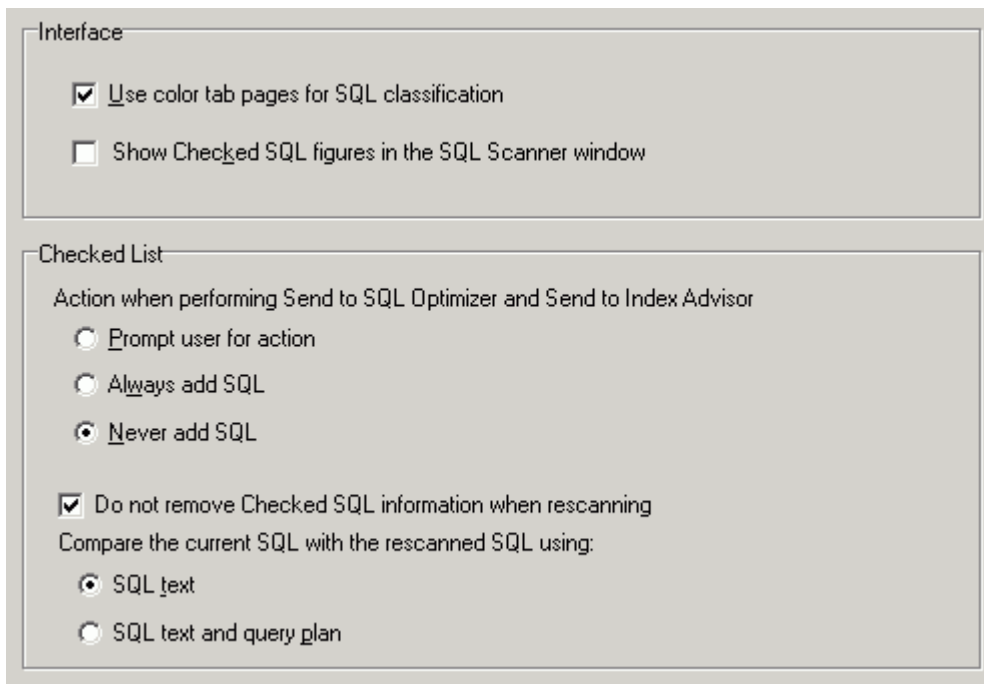 Interface
Use color tab pages for SQL classification
Show Checked SQL figures in the SQL Scanner window
Checked List
Action when performing Send to SQL Optimizer and Send to Index Advisor
Prompt user for action
Always add SQL
Never add SQL
Do not remove Checked SQL information when rescanning
Compare the current SQL with the rescanned SQL using:
SQL text
SQL text and query plan